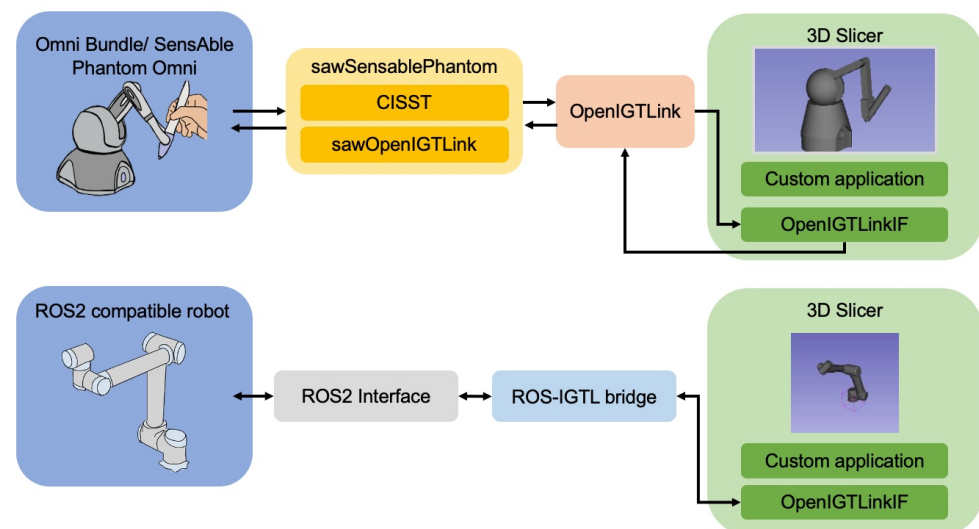 Omni Bundle/ SensAble
Phantom Omni
sawSensablePhantom
CISST
sawOpenIGTLink
OpenIGTLink
3D Slicer
Custom application
OpenIGTLinkIF
ROS2 compatible robot
ROS2 Interface
ROS-IGTL bridge
3D Slicer
Custom application
OpenIGTLinkIF